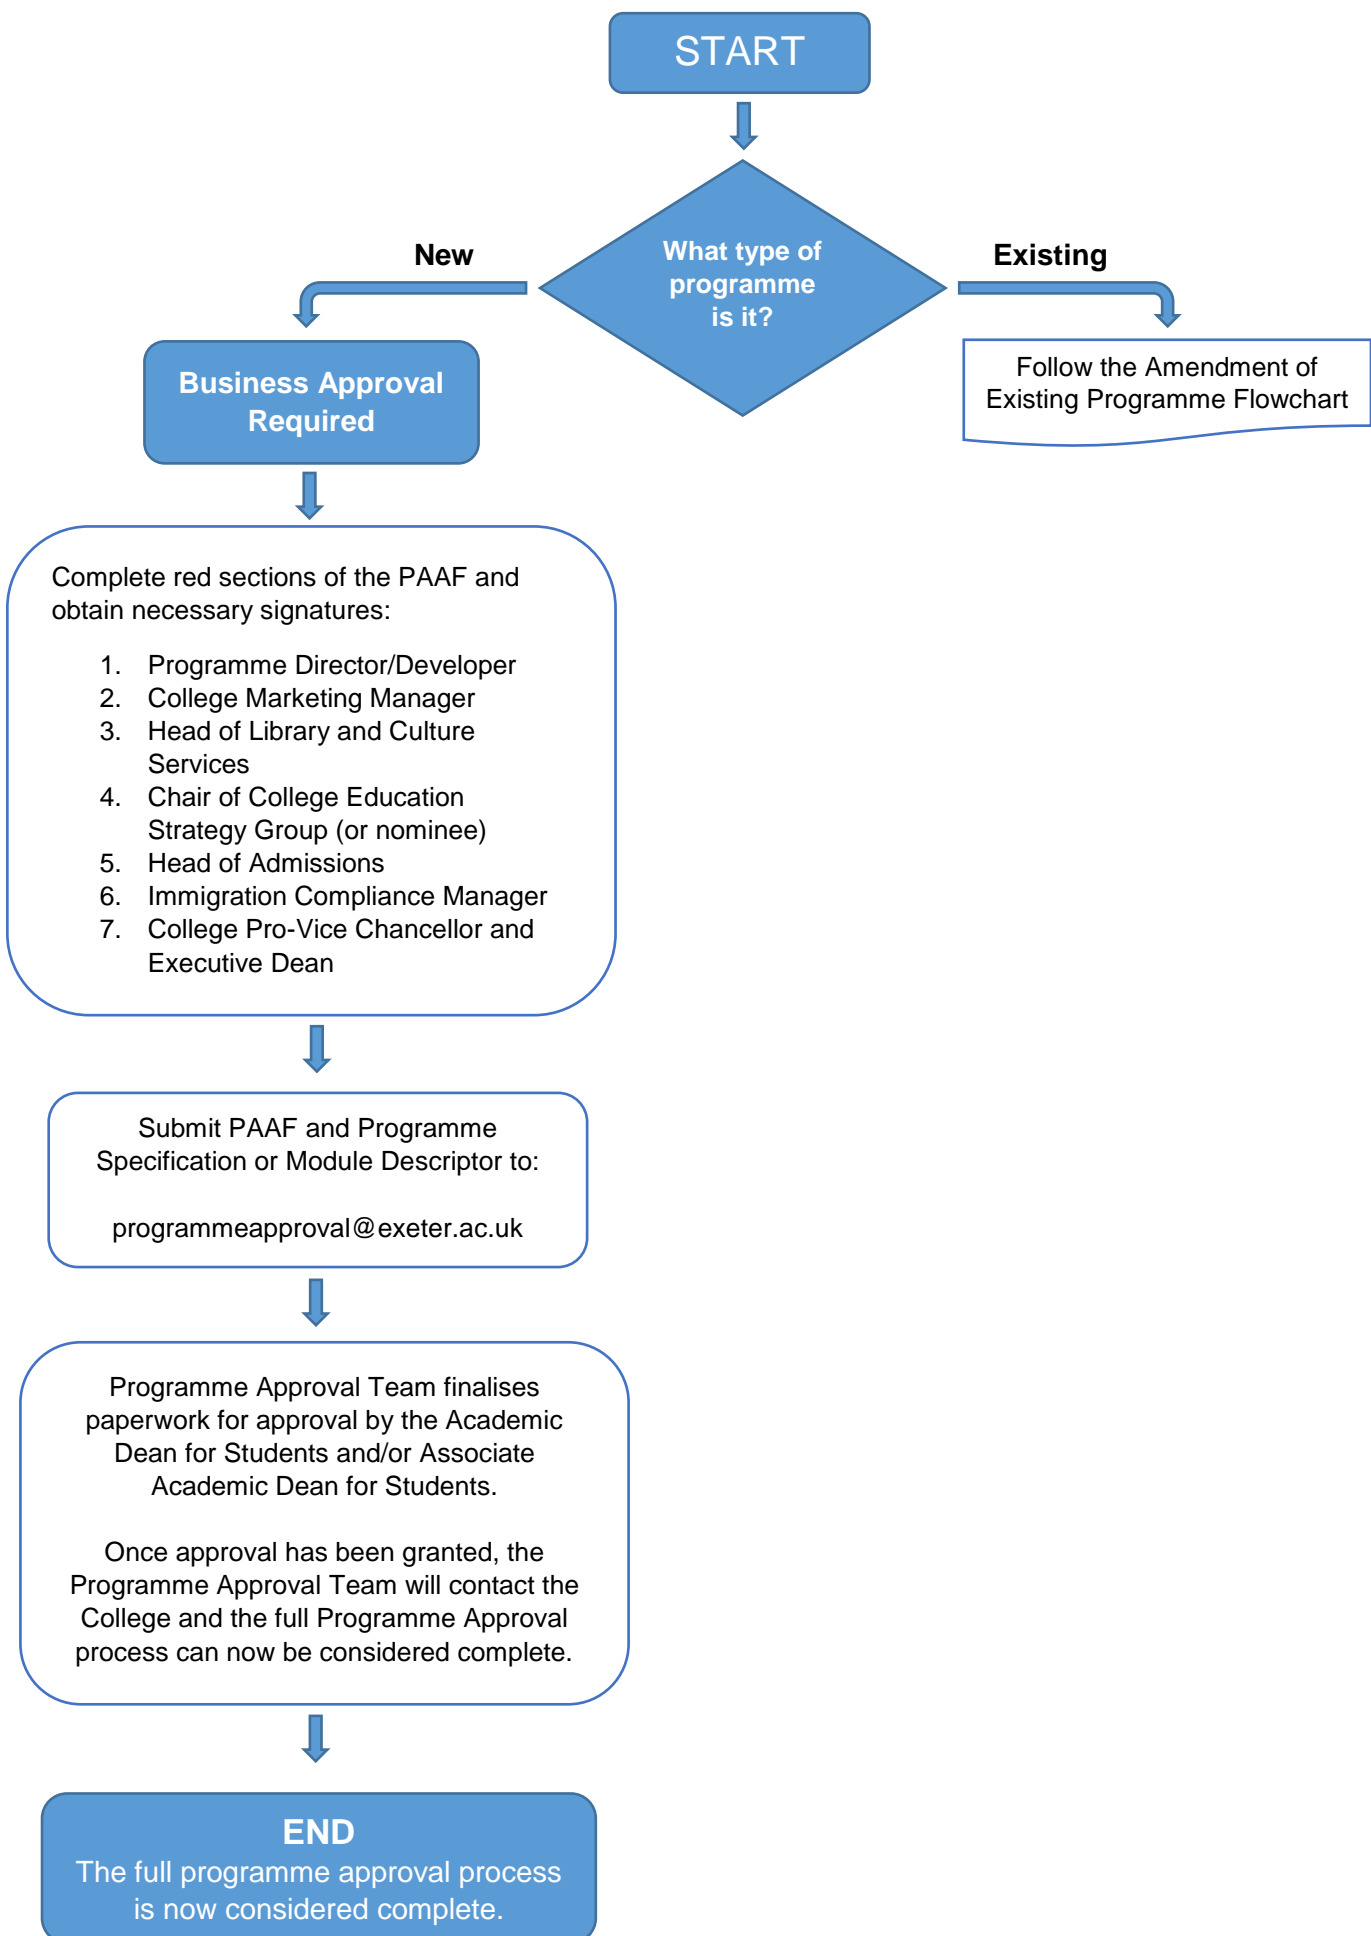 START
What type of
programme
is it?
New
Existing
Business Approval
Required
Follow the Amendment of
Existing Programme Flowchart
Complete red sections of the PAAF and
obtain necessary signatures:
1. Programme Director/Developer
2. College Marketing Manager
3. Head of Library and Culture
Services
4. Chair of College Education
Strategy Group (or nominee)
5. Head of Admissions
6. Immigration Compliance Manager
7. College Pro-Vice Chancellor and
Executive Dean
Submit PAAF and Programme
Specification or Module Descriptor to:
programmeapproval@exeter.ac.uk
Programme Approval Team finalises
paperwork for approval by the Academic
Dean for Students and/or Associate
Academic Dean for Students.
Once approval has been granted, the
Programme Approval Team will contact the
College and the full Programme Approval
process can now be considered complete.
END
The full programme approval process
is now considered complete.